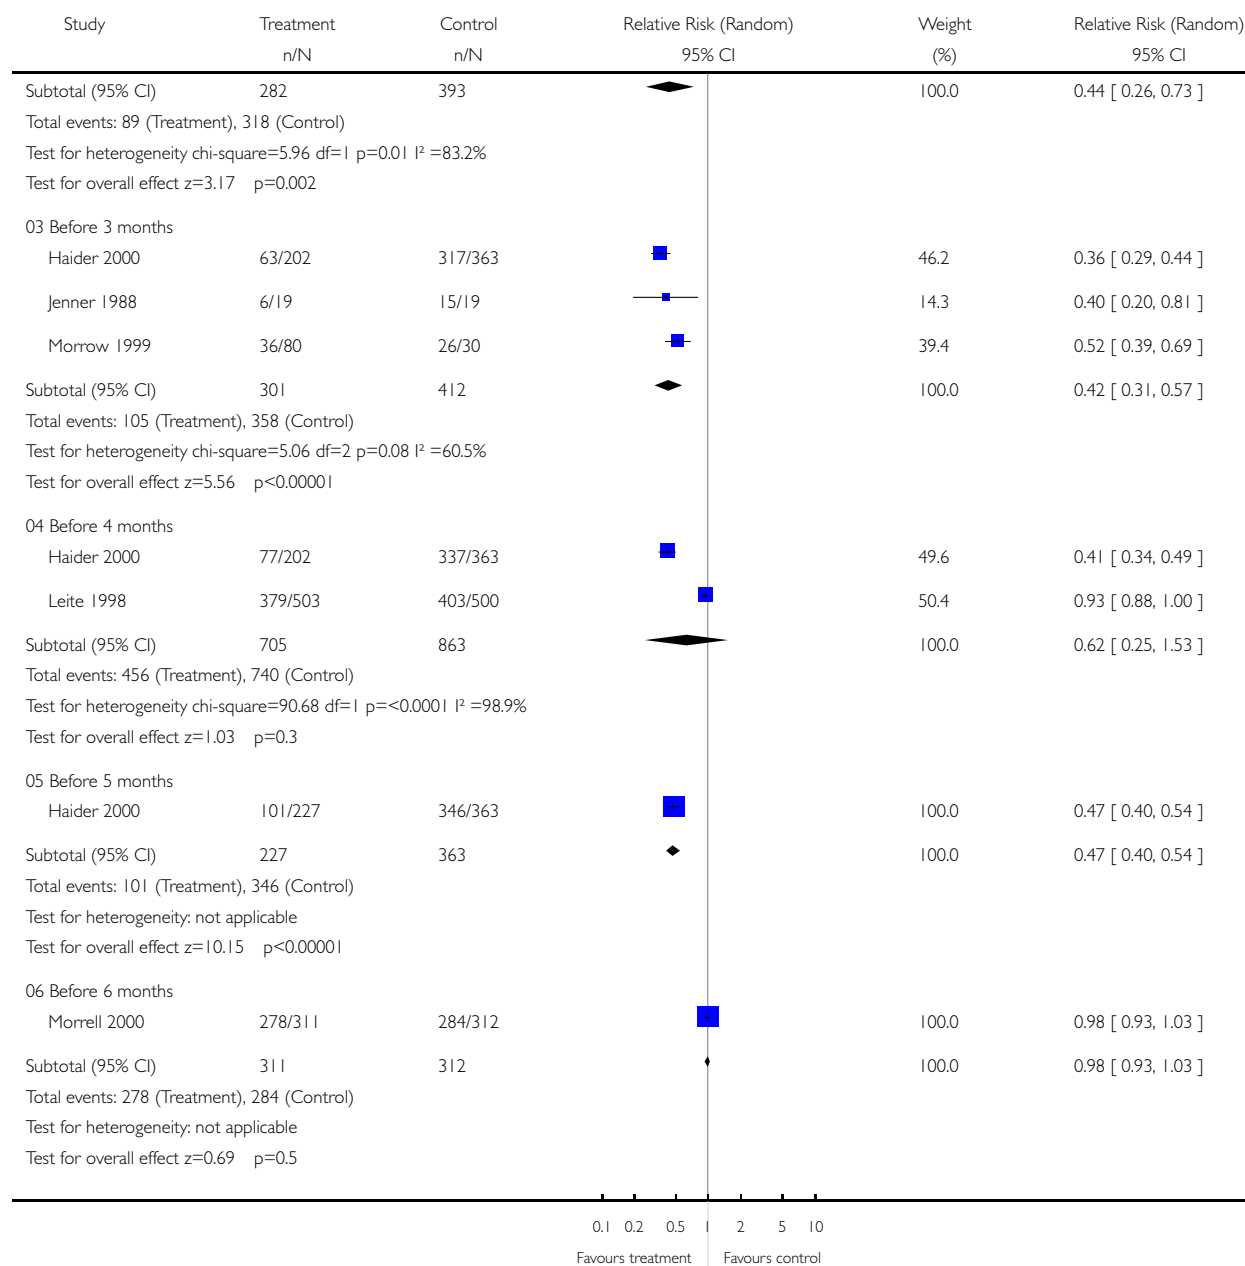 Study Treatment Control Relative Risk (Random) Weight Relative Risk (Random)
n/N n/N 95% CI (%) 95% CI
Subtotal (95% CI) 282 393 100.0 0.44 [ 0.26, 0.73 ]
Total events: 89 (Treatment), 318 (Control)
Test for heterogeneity chi-square=5.96 df=1 p=0.01 I² =83.2%
Test for overall effect z=3.17 p=0.002
03 Before 3 months
Haider 2000 63/202 317/363 46.2 0.36 [ 0.29, 0.44 ]
Jenner 1988 6/19 15/19 14.3 0.40 [ 0.20, 0.81 ]
Morrow 1999 36/80 26/30 39.4 0.52 [ 0.39, 0.69 ]
Subtotal (95% CI) 301 412 100.0 0.42 [ 0.31, 0.57 ]
Total events: 105 (Treatment), 358 (Control)
Test for heterogeneity chi-square=5.06 df=2 p=0.08 I² =60.5%
Test for overall effect z=5.56 p<0.00001
04 Before 4 months
Haider 2000 77/202 337/363 49.6 0.41 [ 0.34, 0.49 ]
Leite 1998 379/503 403/500 50.4 0.93 [ 0.88, 1.00 ]
Subtotal (95% CI) 705 863 100.0 0.62 [ 0.25, 1.53 ]
Total events: 456 (Treatment), 740 (Control)
Test for heterogeneity chi-square=90.68 df=1 p=<0.0001 I² =98.9%
Test for overall effect z=1.03 p=0.3
05 Before 5 months
Haider 2000 101/227 346/363 100.0 0.47 [ 0.40, 0.54 ]
Subtotal (95% CI) 227 363 100.0 0.47 [ 0.40, 0.54 ]
Total events: 101 (Treatment), 346 (Control)
Test for heterogeneity: not applicable
Test for overall effect z=10.15 p<0.00001
06 Before 6 months
Morrell 2000 278/311 284/312 100.0 0.98 [ 0.93, 1.03 ]
Subtotal (95% CI) 311 312 100.0 0.98 [ 0.93, 1.03 ]
Total events: 278 (Treatment), 284 (Control)
Test for heterogeneity: not applicable
Test for overall effect z=0.69 p=0.5
0.1 0.2 0.5 1 2 5 10
Favours treatment Favours control